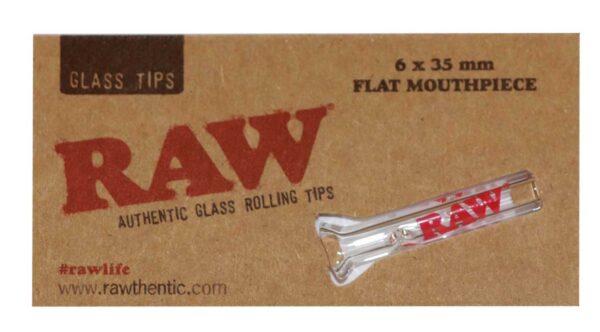 GLASS TIPS
6 x 35 mm
FLAT MOUTHPIECE
RAW®
AUTHENTIC GLASS ROLLING TIPS
RAW
#rawlife
www.rawthentic.com